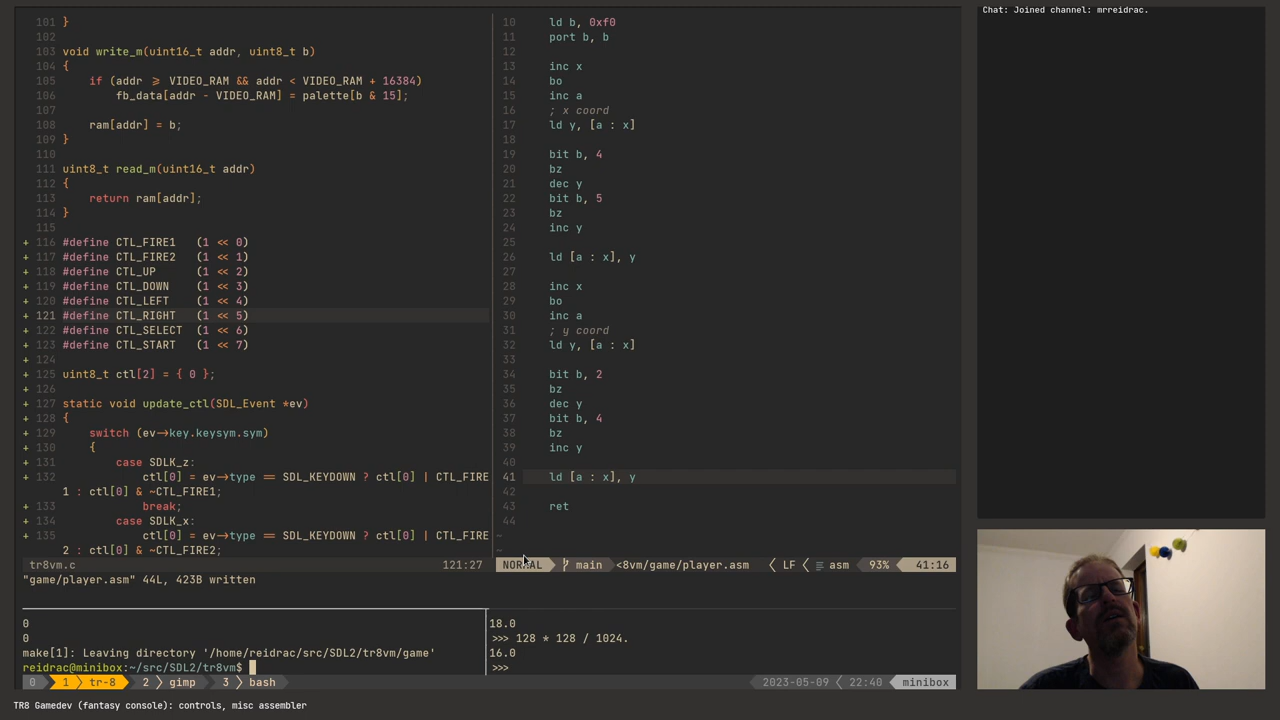 101 }
102
103 void write_m(uint16_t addr, uint8_t b)
104 {
105     if (addr ≥ VIDEO_RAM && addr < VIDEO_RAM + 16384)
106         fb_data[addr - VIDEO_RAM] = palette[b & 15];
107
108     ram[addr] = b;
109 }
110
111 uint8_t read_m(uint16_t addr)
112 {
113     return ram[addr];
114 }
115
+ 116 #define CTL_FIRE1   (1 << 0)
+ 117 #define CTL_FIRE2   (1 << 1)
+ 118 #define CTL_UP      (1 << 2)
+ 119 #define CTL_DOWN    (1 << 3)
+ 120 #define CTL_LEFT    (1 << 4)
+ 121 #define CTL_RIGHT   (1 << 5)
+ 122 #define CTL_SELECT  (1 << 6)
+ 123 #define CTL_START   (1 << 7)
+ 124
+ 125 uint8_t ctl[2] = { 0 };
+ 126
+ 127 static void update_ctl(SDL_Event *ev)
+ 128 {
+ 129     switch (ev→key.keysym.sym)
+ 130     {
+ 131         case SDLK_z:
+ 132             ctl[0] = ev→type == SDL_KEYDOWN ? ctl[0] | CTL_FIRE
1 : ctl[0] & ~CTL_FIRE1;
+ 133             break;
+ 134         case SDLK_x:
+ 135             ctl[0] = ev→type == SDL_KEYDOWN ? ctl[0] | CTL_FIRE
2 : ctl[0] & ~CTL_FIRE2;
tr8vm.c 121:27
"game/player.asm" 44L, 423B written
10 ld b, 0xf0
11 port b, b
12
13 inc x
14 bo
15 inc a
16 ; x coord
17 ld y, [a : x]
18
19 bit b, 4
20 bz
21 dec y
22 bit b, 5
23 bz
24 inc y
25
26 ld [a : x], y
27
28 inc x
29 bo
30 inc a
31 ; y coord
32 ld y, [a : x]
33
34 bit b, 2
35 bz
36 dec y
37 bit b, 4
38 bz
39 inc y
40
41 ld [a : x], y
42
43 ret
44
~
~
NORMAL main <8vm/game/player.asm LF asm 93% 41:16
0
0
make[1]: Leaving directory '/home/reidrac/src/SDL2/tr8vm/game'
reidrac@minibox:~/src/SDL2/tr8vm$
18.0
>>> 128 * 128 / 1024.
16.0
>>>
0 1 tr-8 2 gimp 3 bash 2023-05-09 22:40 minibox
Chat: Joined channel: mrreidrac.
TR8 Gamedev (fantasy console): controls, misc assembler